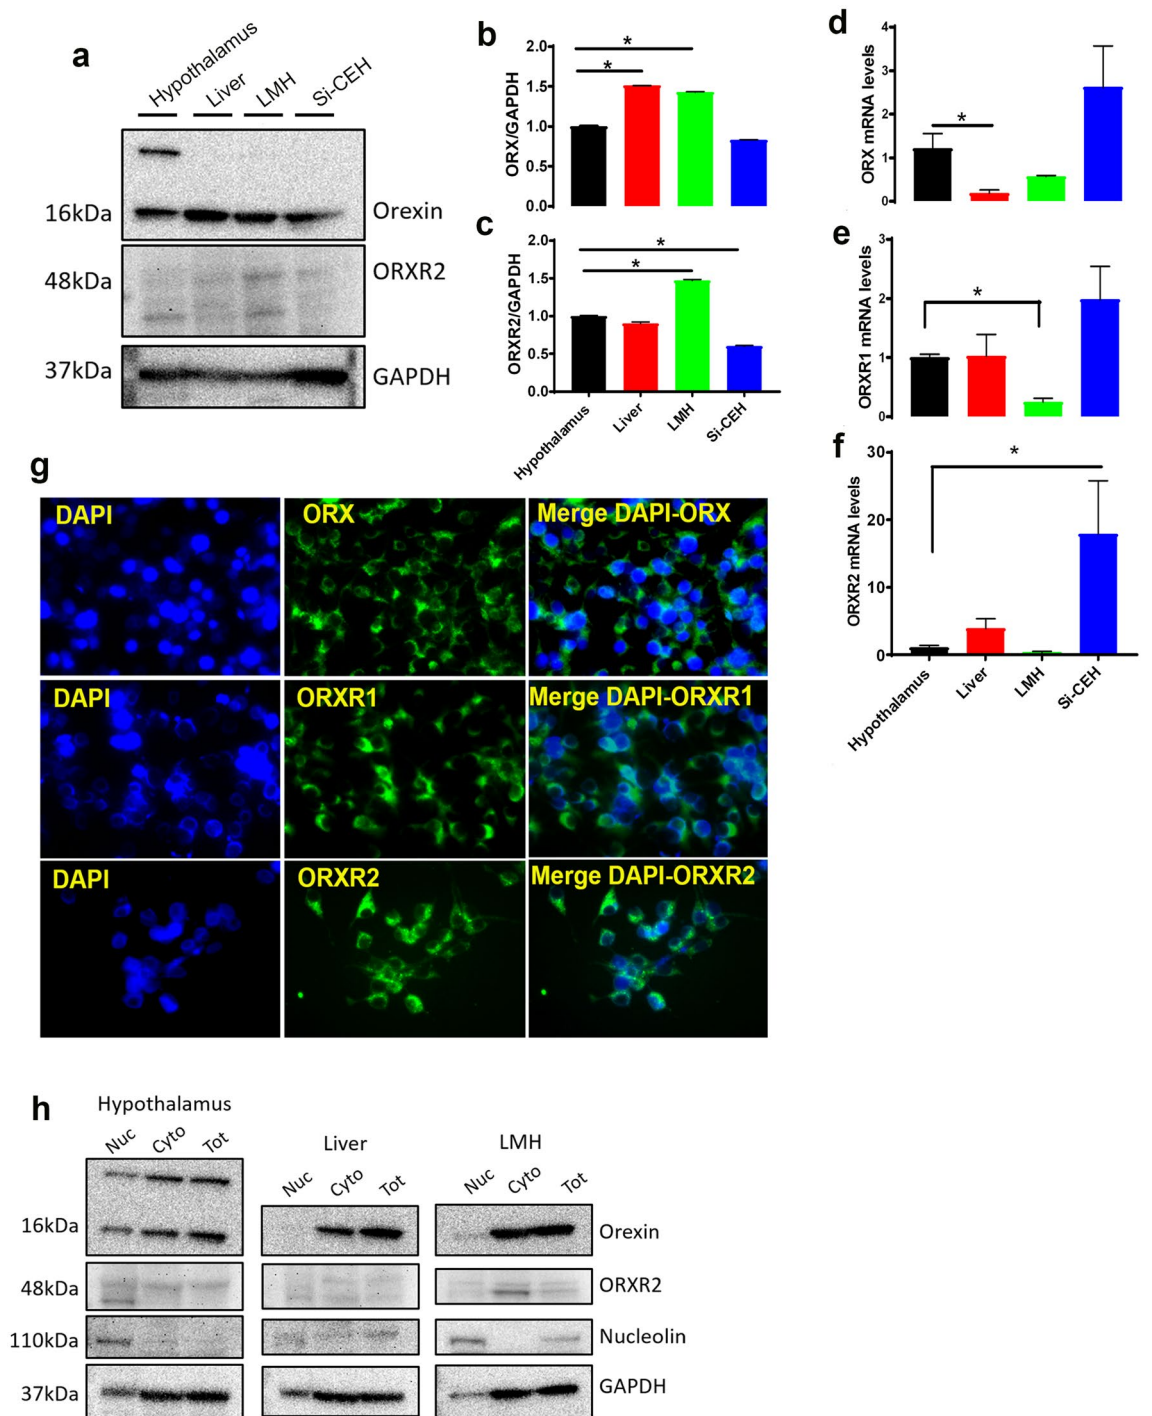 a
Hypothalamus
Liver
LMH
Si-CEH
16kDa
Orexin
48kDa
ORXR2
37kDa
GAPDH
b
ORX/GAPDH
2.0
1.5
1.0
0.5
0.0
*
*
c
ORXR2/GAPDH
2.0
1.5
1.0
0.5
0.0
*
*
Hypothalamus
Liver
LMH
Si-CEH
d
ORX mRNA levels
4
3
2
1
0
*
e
ORXR1 mRNA levels
3
2
1
0
*
f
ORXR2 mRNA levels
30
20
10
0
*
Hypothalamus
Liver
LMH
Si-CEH
g
DAPI
ORX
Merge DAPI-ORX
DAPI
ORXR1
Merge DAPI-ORXR1
DAPI
ORXR2
Merge DAPI-ORXR2
h
Hypothalamus
Nuc Cyto Tot
Liver
Nuc Cyto Tot
LMH
Nuc Cyto Tot
16kDa
Orexin
48kDa
ORXR2
110kDa
Nucleolin
37kDa
GAPDH